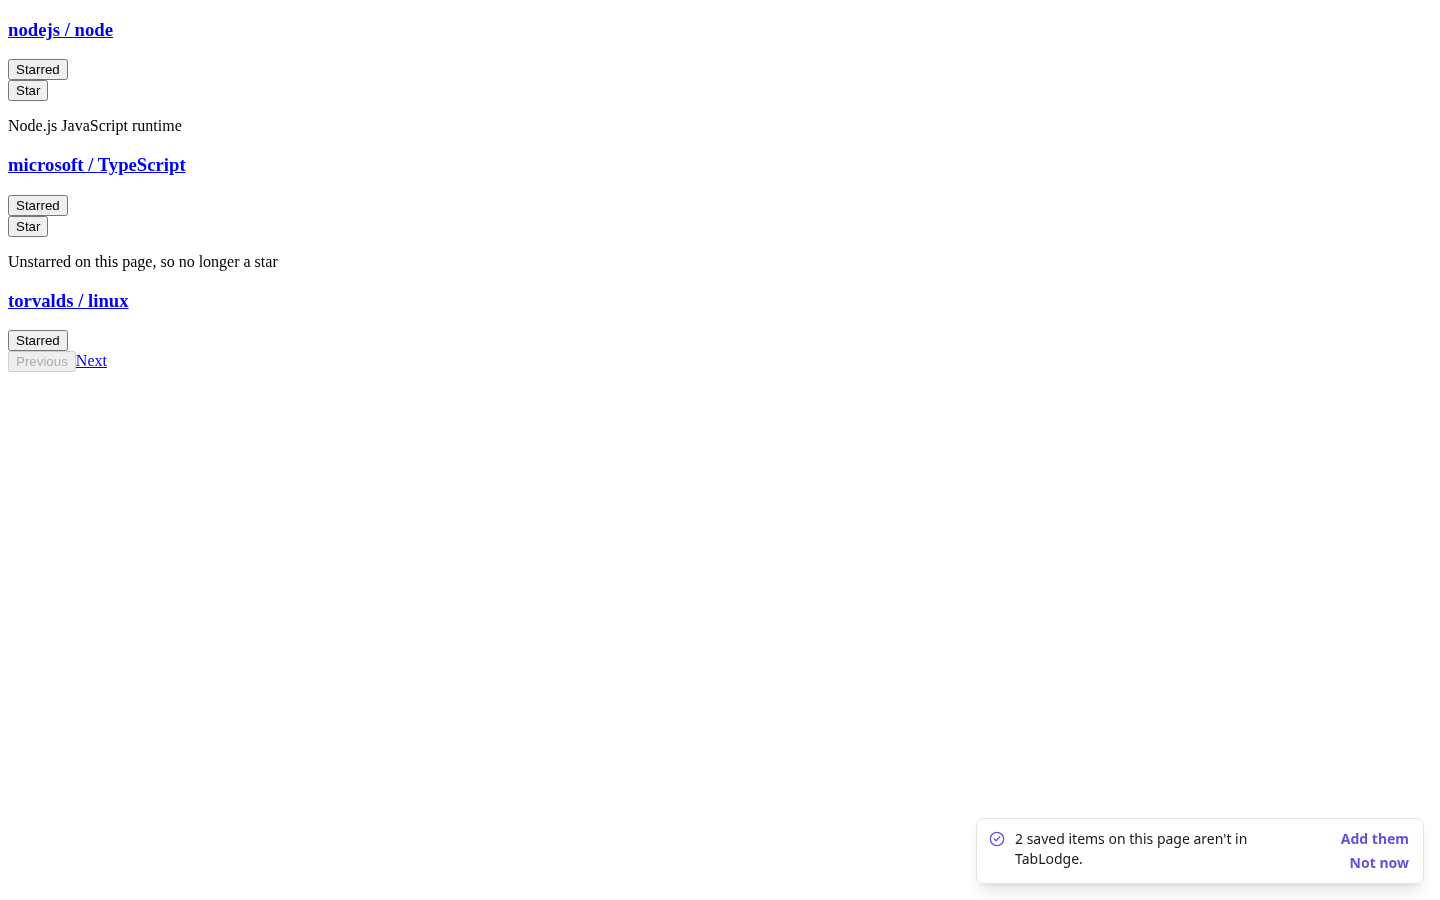 nodejs / node
Starred
Star
Node.js JavaScript runtime
microsoft / TypeScript
Starred
Star
Unstarred on this page, so no longer a star
torvalds / linux
Starred
Previous Next
2 saved items on this page aren't in
TabLodge.
Add them
Not now